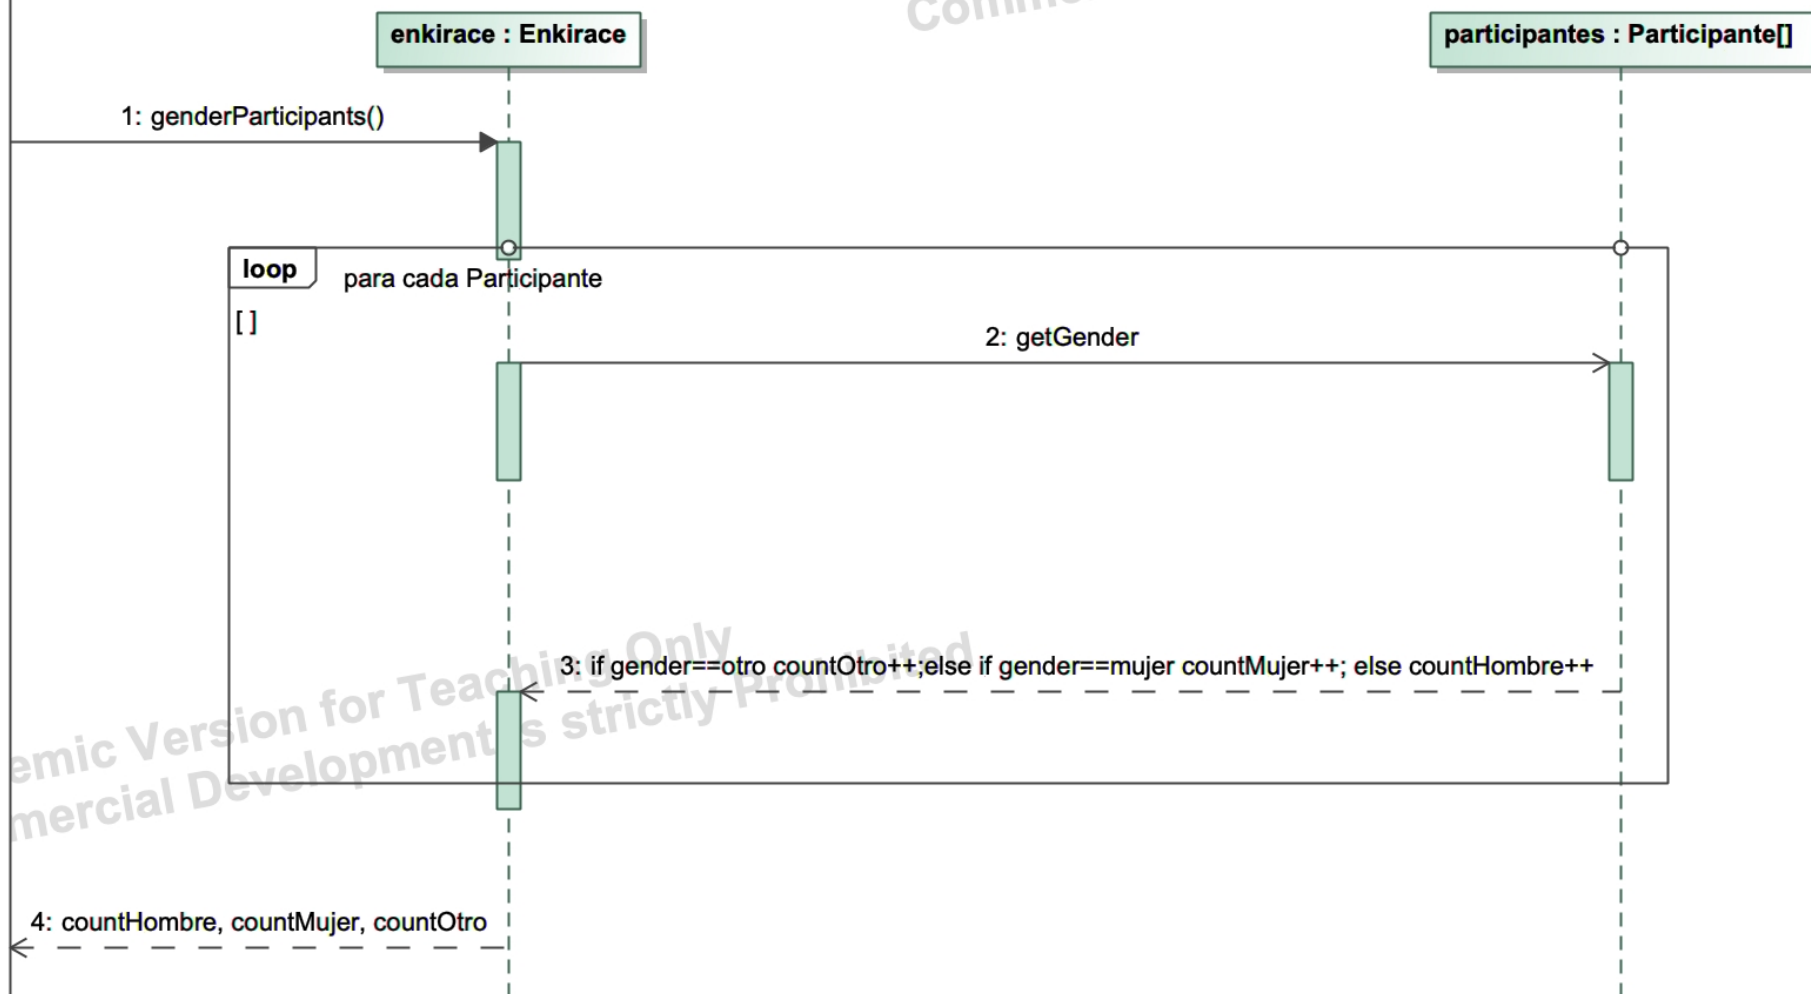 Comm
enkirace : Enkirace
participantes : Participante[]
1: genderParticipants()
loop
para cada Participante
[ ]
2: getGender
3: if gender==otro countOtro++;else if gender==mujer countMujer++; else countHombre++
emic Version for Teaching Only
mercial Development is strictly Prohibited
4: countHombre, countMujer, countOtro